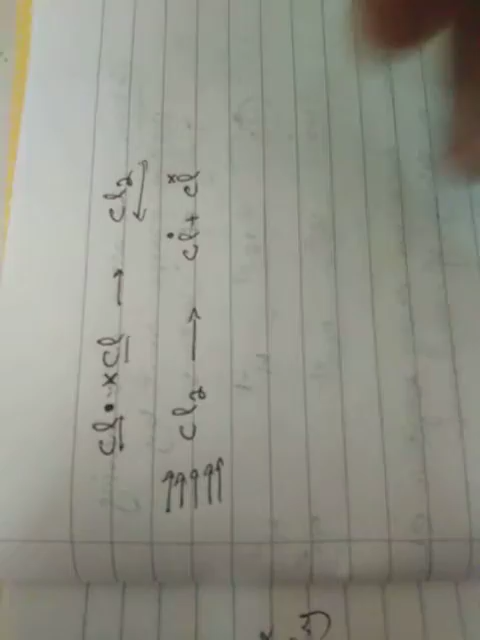 Cl • × Cl → Cl₂
Cl₂ → Cl• + Clˣ